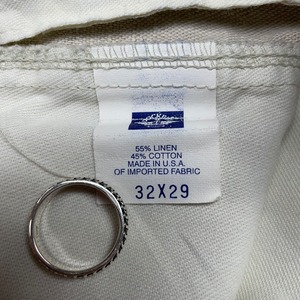 55% LINEN
45% COTTON
MADE IN U.S.A.
OF IMPORTED FABRIC
32X29